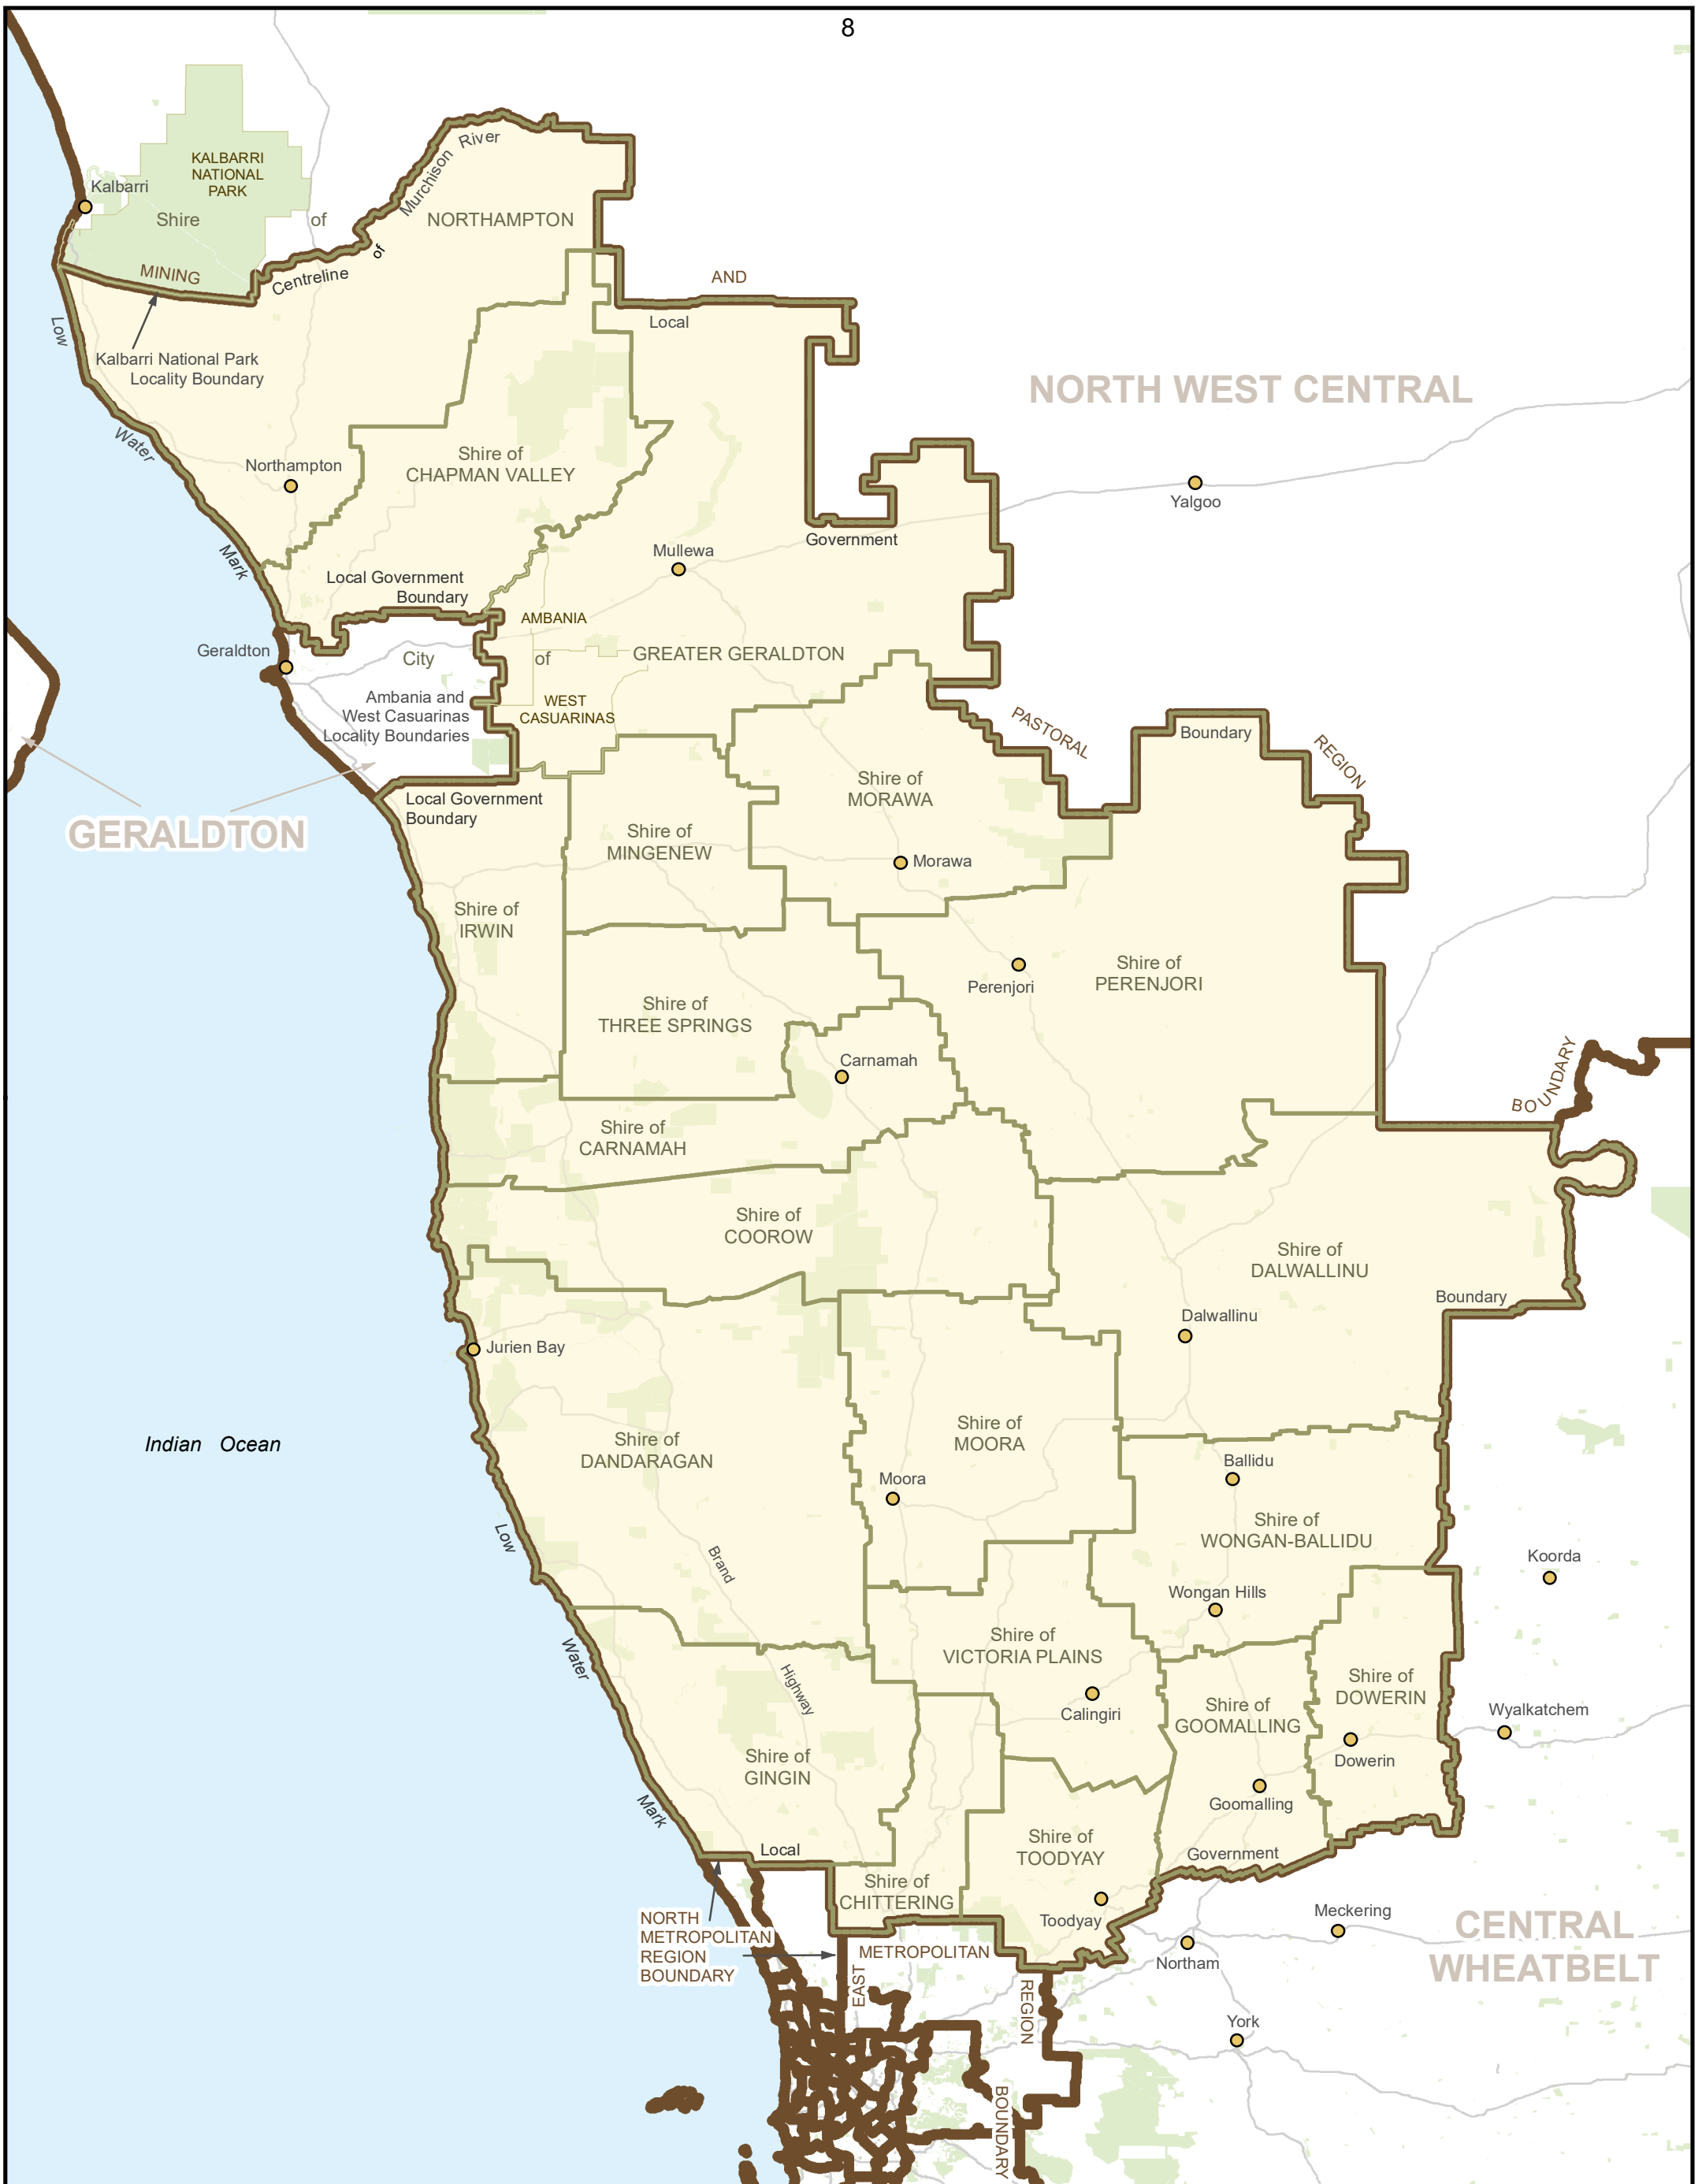 8
KALBARRI
NATIONAL
PARK
Kalbarri
Shire of NORTHAMPTON
Murchison River
of
Centreline
MINING
AND
Local
Low
Kalbarri National Park
Locality Boundary
NORTH WEST CENTRAL
Water
Northampton
Shire of
CHAPMAN VALLEY
Yalgoo
Government
Mark
Mullewa
Local Government
Boundary
AMBANIA
Geraldton
City of GREATER GERALDTON
Ambania and
West Casuarinas
Locality Boundaries
WEST
CASUARINAS
PASTORAL
Boundary
REGION
Shire of
MORAWA
Local Government
Boundary
GERALDTON
Shire of
MINGENEW
Morawa
Shire of
IRWIN
Shire of
PERENJORI
Perenjori
Shire of
THREE SPRINGS
Carnamah
BOUNDARY
Shire of
CARNAMAH
Shire of
COOROW
Shire of
DALWALLINU
Boundary
Dalwallinu
Jurien Bay
Indian Ocean
Shire of
DANDARAGAN
Shire of
MOORA
Moora
Ballidu
Shire of
WONGAN-BALLIDU
Low
Brand
Koorda
Wongan Hills
Water
Shire of
VICTORIA PLAINS
Highway
Calingiri
Shire of
GOOMALLING
Shire of
DOWERIN
Wyalkatchem
Dowerin
Shire of
GINGIN
Goomalling
Mark
Local
Shire of
TOODYAY
Government
Shire of
CHITTERING
Toodyay
Meckering
NORTH
METROPOLITAN
REGION
BOUNDARY
METROPOLITAN
EAST
REGION
Northam
CENTRAL
WHEATBELT
York
BOUNDARY